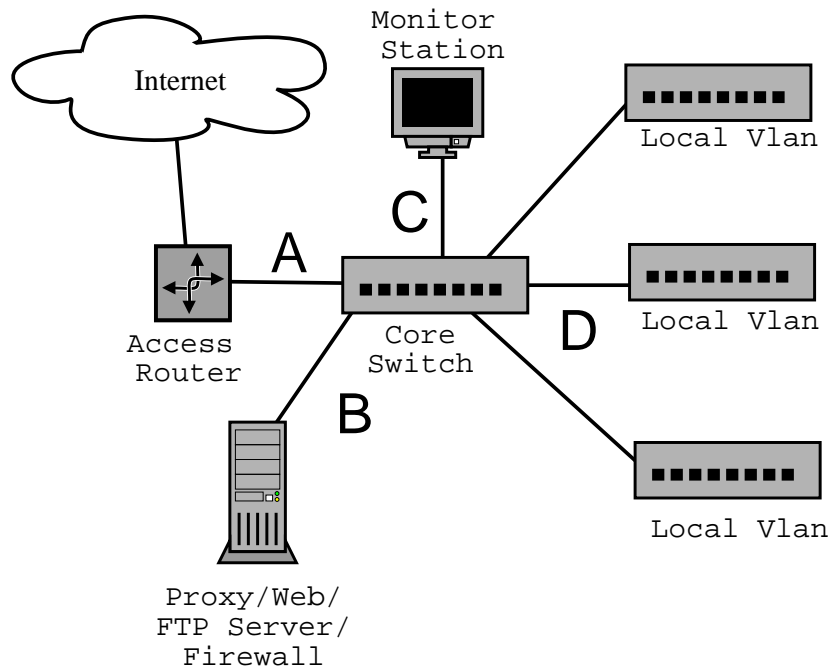 Monitor
Station
Internet
Local Vlan
C
A
Local Vlan
D
Core
Switch
Access
Router
B
Local Vlan
Proxy/Web/
FTP Server/
Firewall